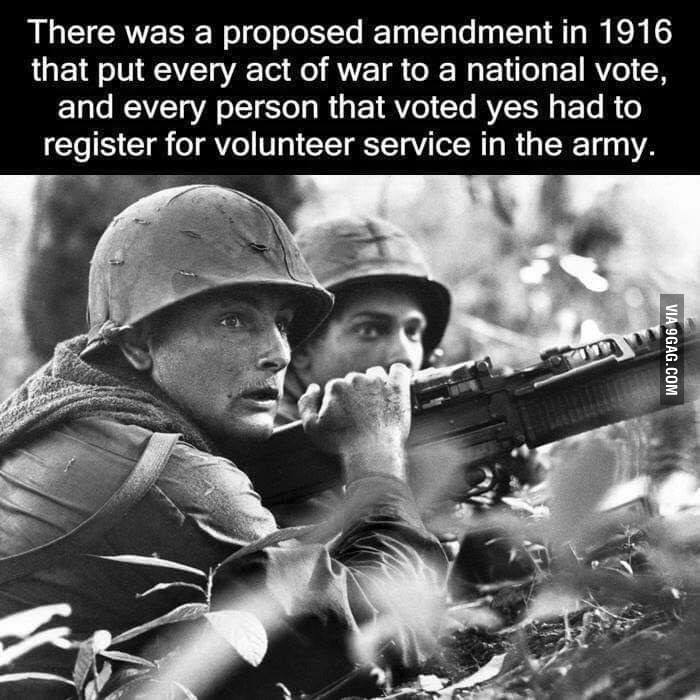 There was a proposed amendment in 1916
that put every act of war to a national vote,
and every person that voted yes had to
register for volunteer service in the army.
VIA 9GAG.COM